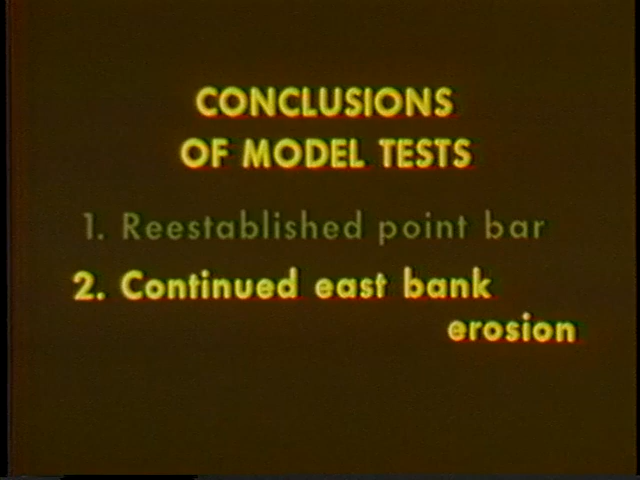 CONCLUSIONS
OF MODEL TESTS
1. Reestablished point bar
2. Continued east bank
erosion